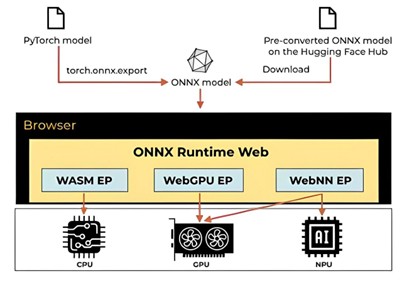 PyTorch model
Pre-converted ONNX model
on the Hugging Face Hub
torch.onnx.export
Download
ONNX model
Browser
ONNX Runtime Web
WASM EP
WebGPU EP
WebNN EP
AI
CPU
GPU
NPU